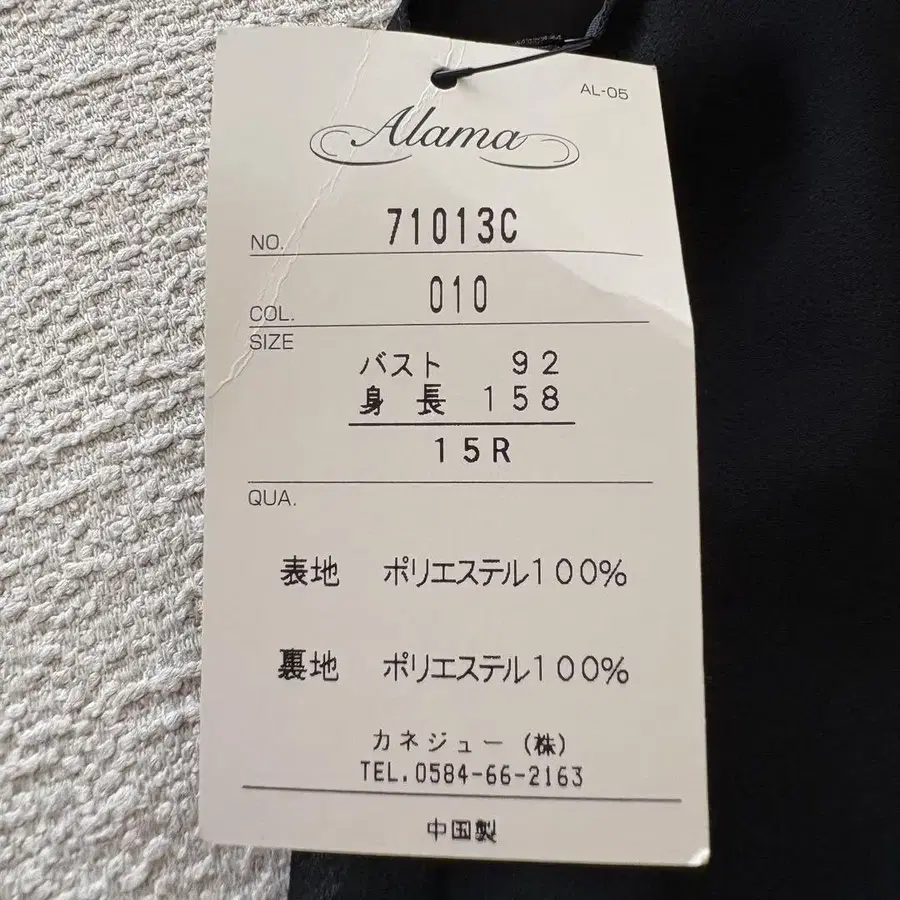 AL-05
Alama
NO. 71013C
COL. 010
SIZE
バスト 92
身長 158
15R
QUA.
表地 ポリエステル100%
裏地 ポリエステル100%
カネジュー(株)
TEL.0584-66-2163
中国製